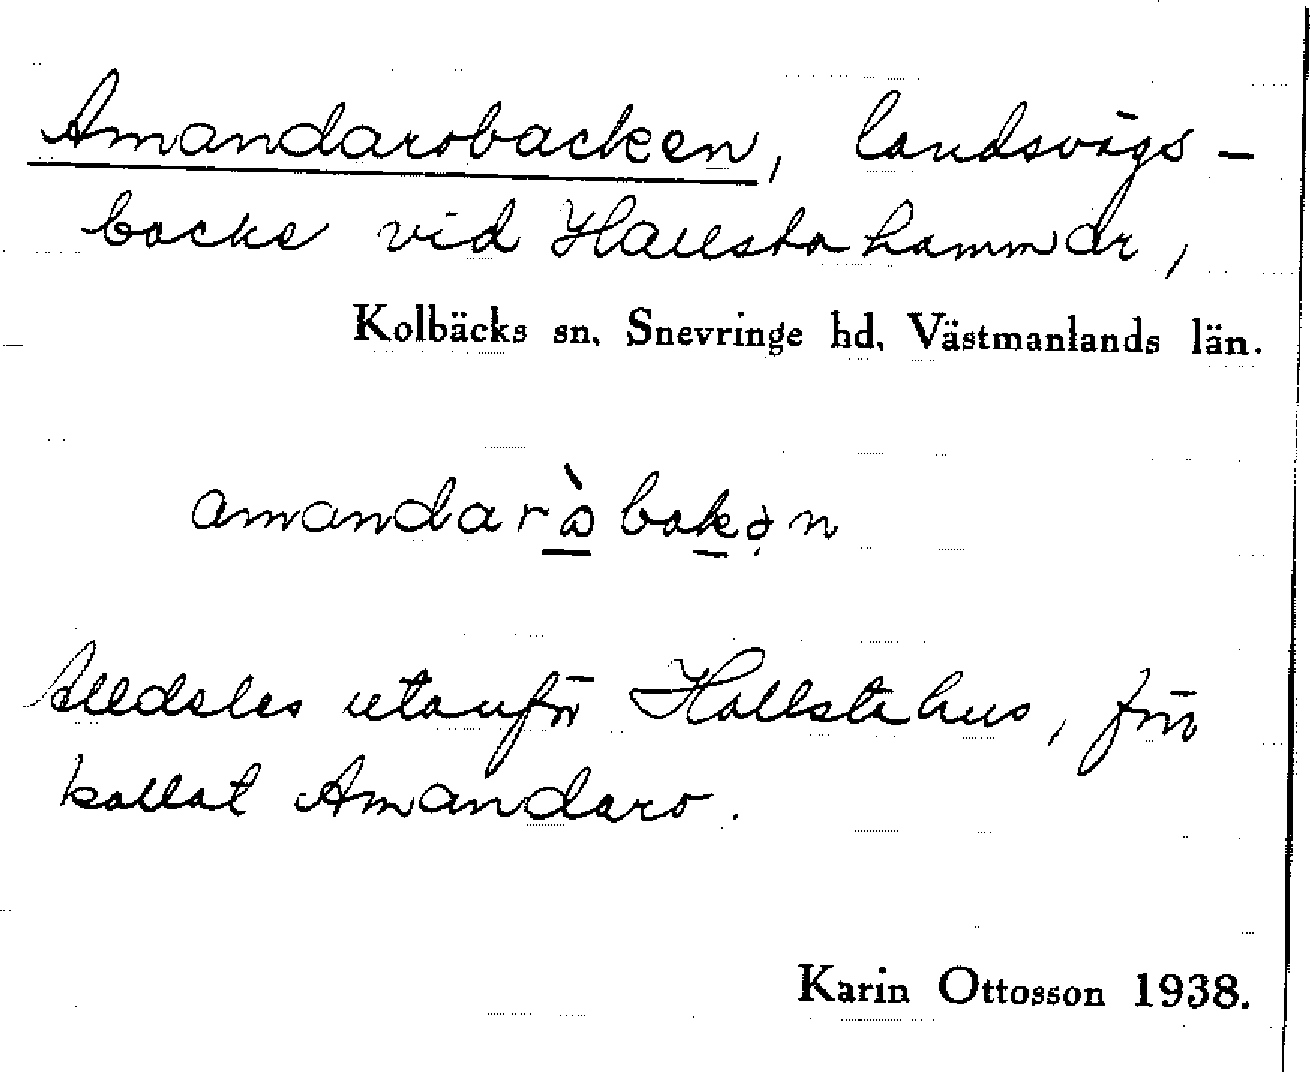 Amandarobacken, landsvägs-
backe vid Hallstahammar,
Kolbäcks sn, Snevringe hd, Västmanlands län.
amandaròbakən
Alldeles utanför Hallstahus, förr
kallat Amandaro.
Karin Ottosson 1938.